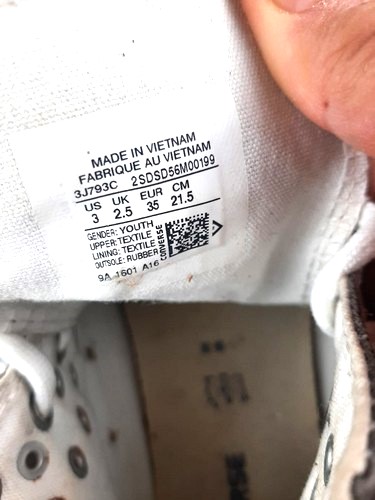 MADE IN VIETNAM
FABRIQUE AU VIETNAM
3J793C 2SDSD56M00199
US UK EUR CM
3 2.5 35 21.5
GENDER: YOUTH
UPPER: TEXTILE
LINING: TEXTILE
OUTSOLE: RUBBER
CONVERSE
9A 1601 A16